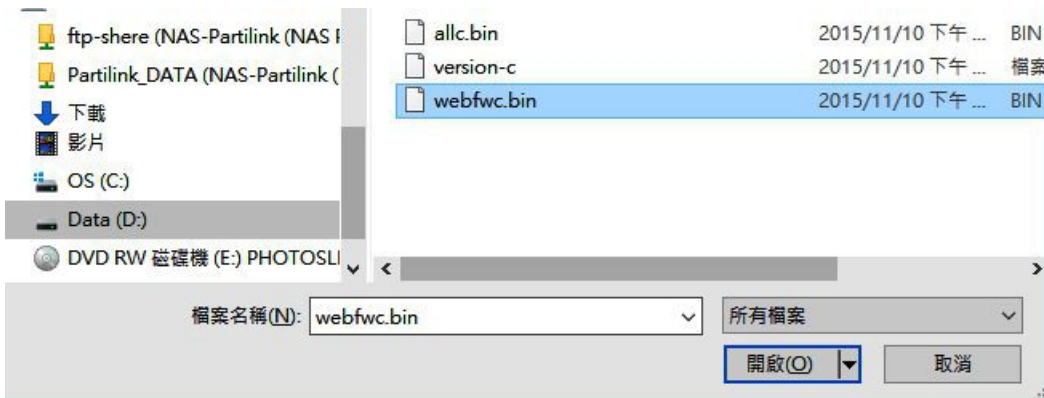 ftp-shere (NAS-Partilink (NAS F
Partilink_DATA (NAS-Partilink (
下載
影片
OS (C:)
Data (D:)
DVD RW 磁碟機 (E:) PHOTOSLI
allc.bin 2015/11/10 下午 ... BIN
version-c 2015/11/10 下午 ... 檔案
webfwc.bin 2015/11/10 下午 ... BIN
檔案名稱(N): webfwc.bin 所有檔案
開啟(O) 取消